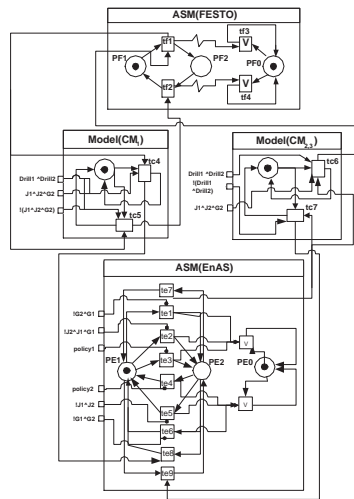 ASM(FESTO)
tf1
tf3
V
PF1
PF2
PF0
tf2
V
tf4
Model(CM1)
tc4
Drill1 ^Drill2
J1^J2^G2
!(J1^J2^G2)
tc5
Model(CM2,3)
tc6
Drill1 ^Drill2
!(Drill1
^Drill2)
J1^J2^G2
tc7
ASM(EnAS)
te7
!G2^G1
te1
!J2^J1^G1
te2
v
policy1
te3
PE1
PE2
PE0
policy2
te4
!J1^J2
te5
v
!G1^G2
te6
te8
te9